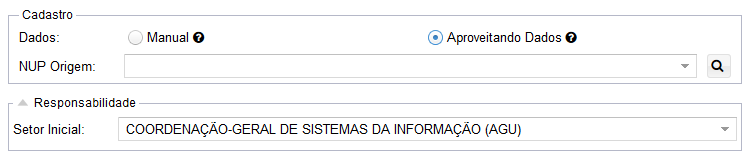 Cadastro
Dados: Manual Aproveitando Dados
NUP Origem:
Responsabilidade
Setor Inicial: COORDENAÇÃO-GERAL DE SISTEMAS DA INFORMAÇÃO (AGU)